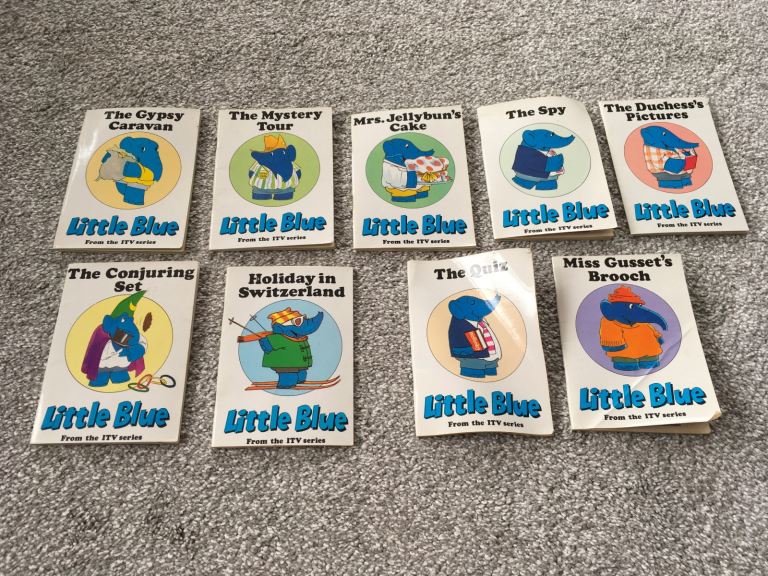 The Gypsy
Caravan
Little Blue
From the ITV series
The Mystery
Tour
Little Blue
From the ITV series
Mrs. Jellybun's
Cake
Little Blue
From the ITV series
The Spy
Little Blue
From the ITV series
The Duchess's
Pictures
Little Blue
From the ITV series
The Conjuring
Set
Little Blue
From the ITV series
Holiday in
Switzerland
Little Blue
From the ITV series
The Quiz
Little Blue
From the ITV series
Miss Gusset's
Brooch
Little Blue
From the ITV series